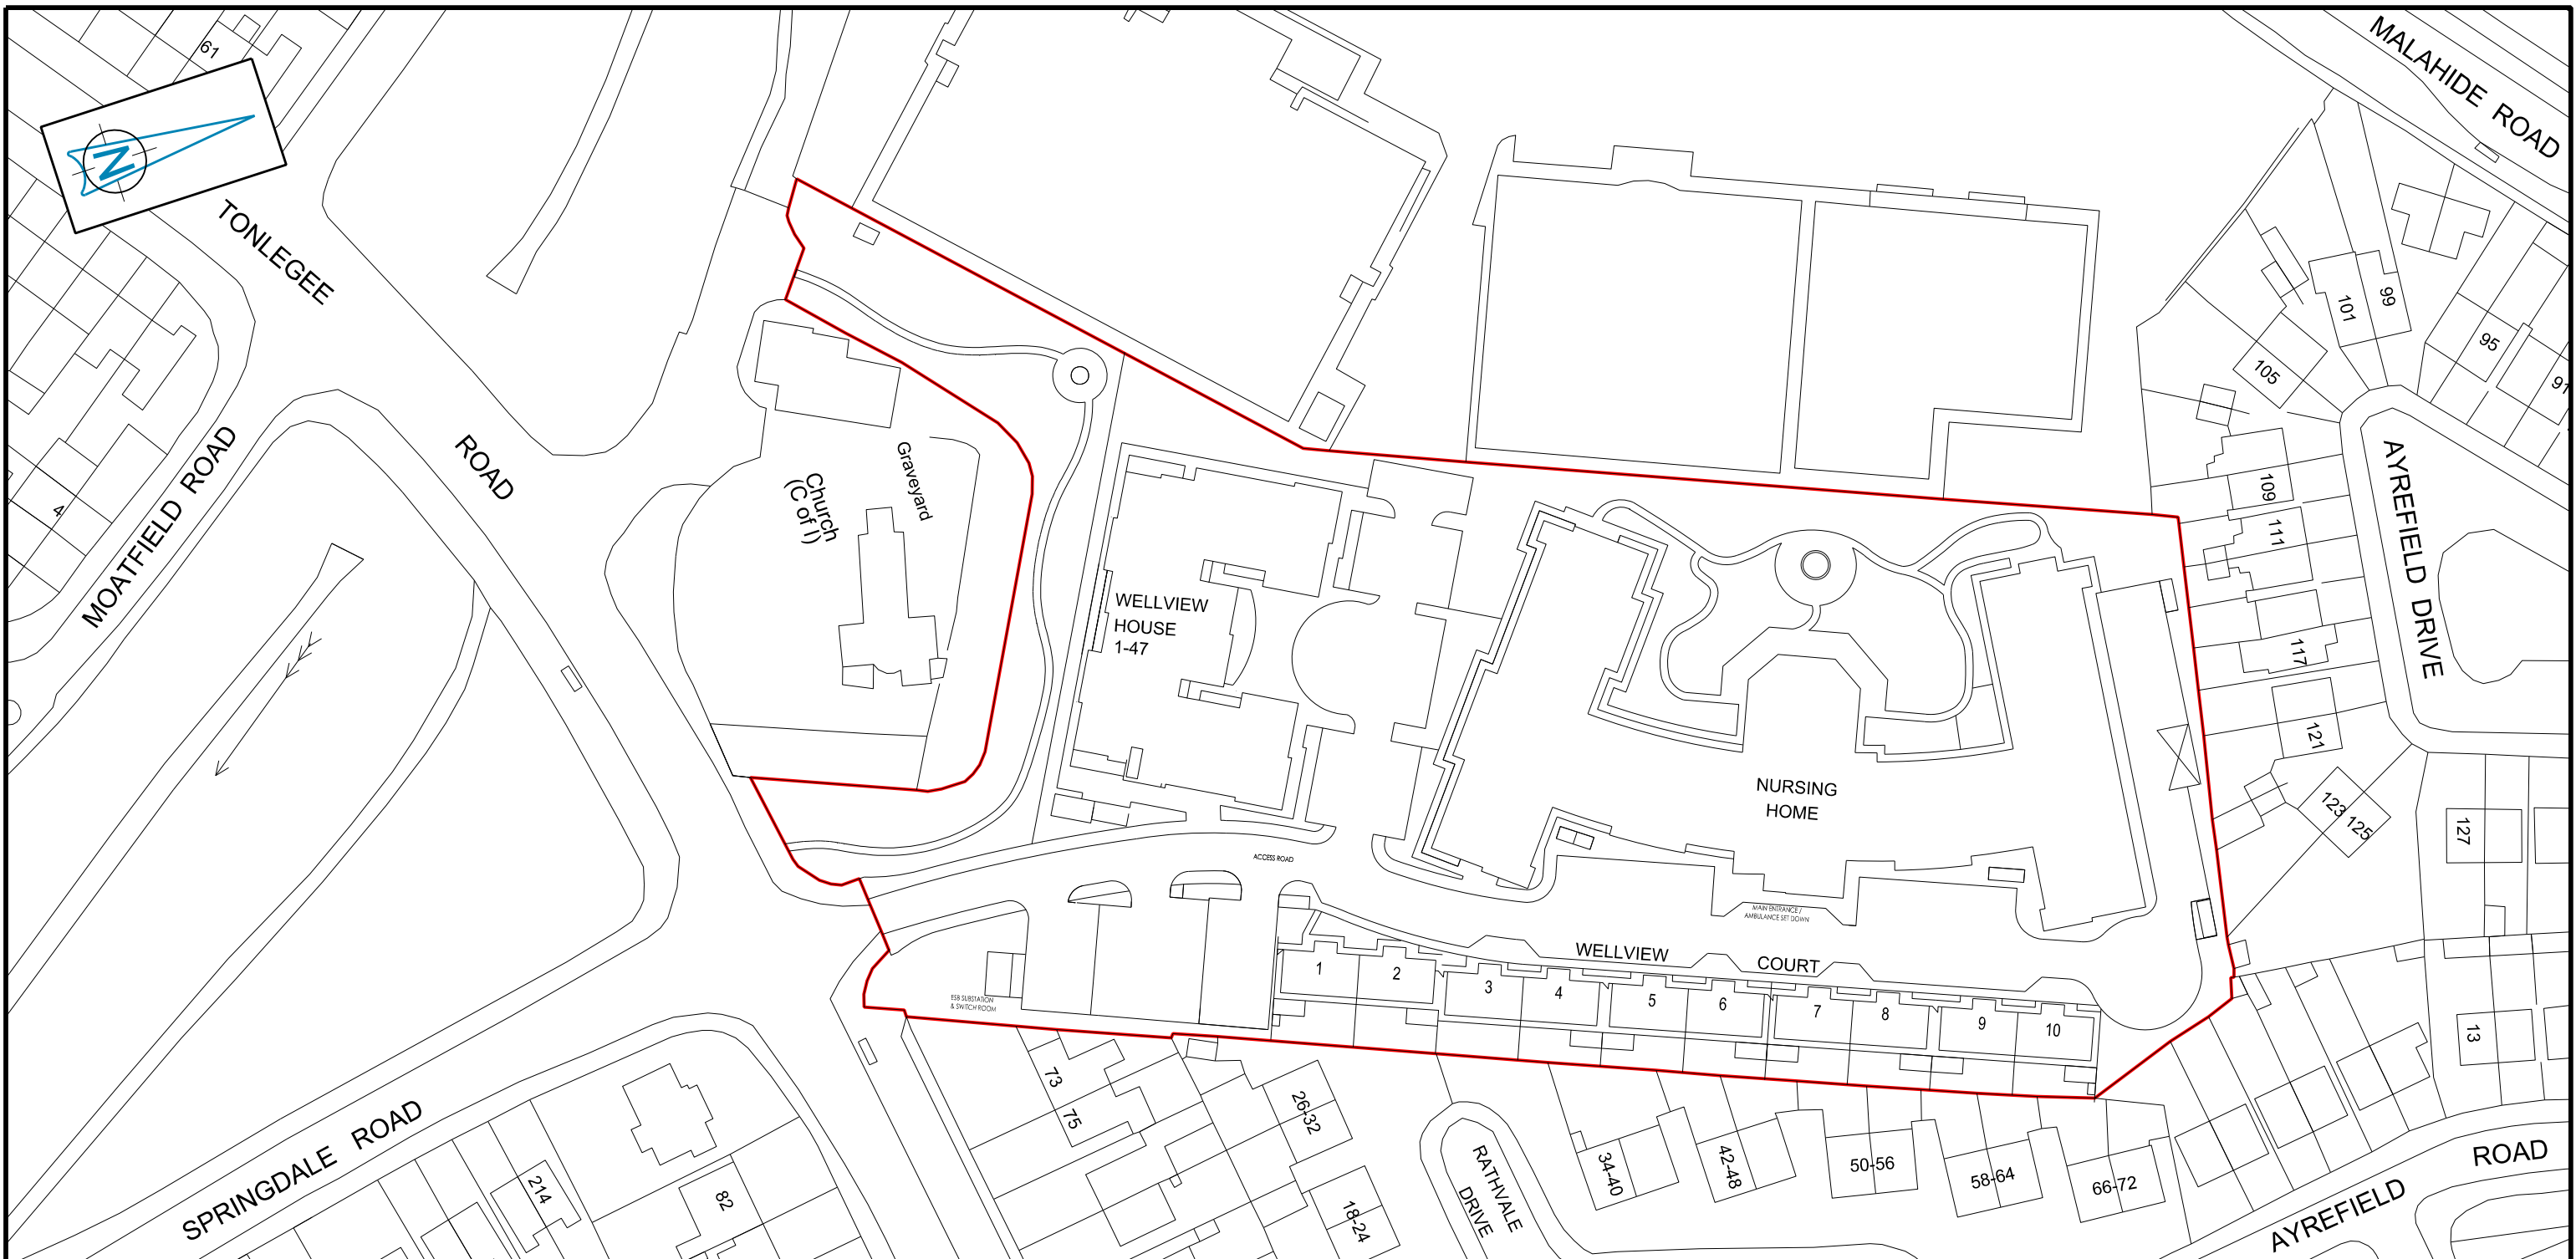 61
N
TONLEGEE
ROAD
MALAHIDE ROAD
MOATFIELD ROAD
4
Church
(C of I)
Graveyard
WELLVIEW
HOUSE
1-47
NURSING
HOME
ACCESS ROAD
MAIN ENTRANCE /
AMBULANCE SET DOWN
WELLVIEW COURT
1
2
3
4
5
6
7
8
9
10
ESB SUBSTATION
& SWITCH ROOM
101
99
95
91
105
109
111
117
121
123
125
127
13
AYREFIELD DRIVE
SPRINGDALE ROAD
214
82
73
75
26-32
18-24
RATHVALE
DRIVE
34-40
42-48
50-56
58-64
66-72
AYREFIELD ROAD